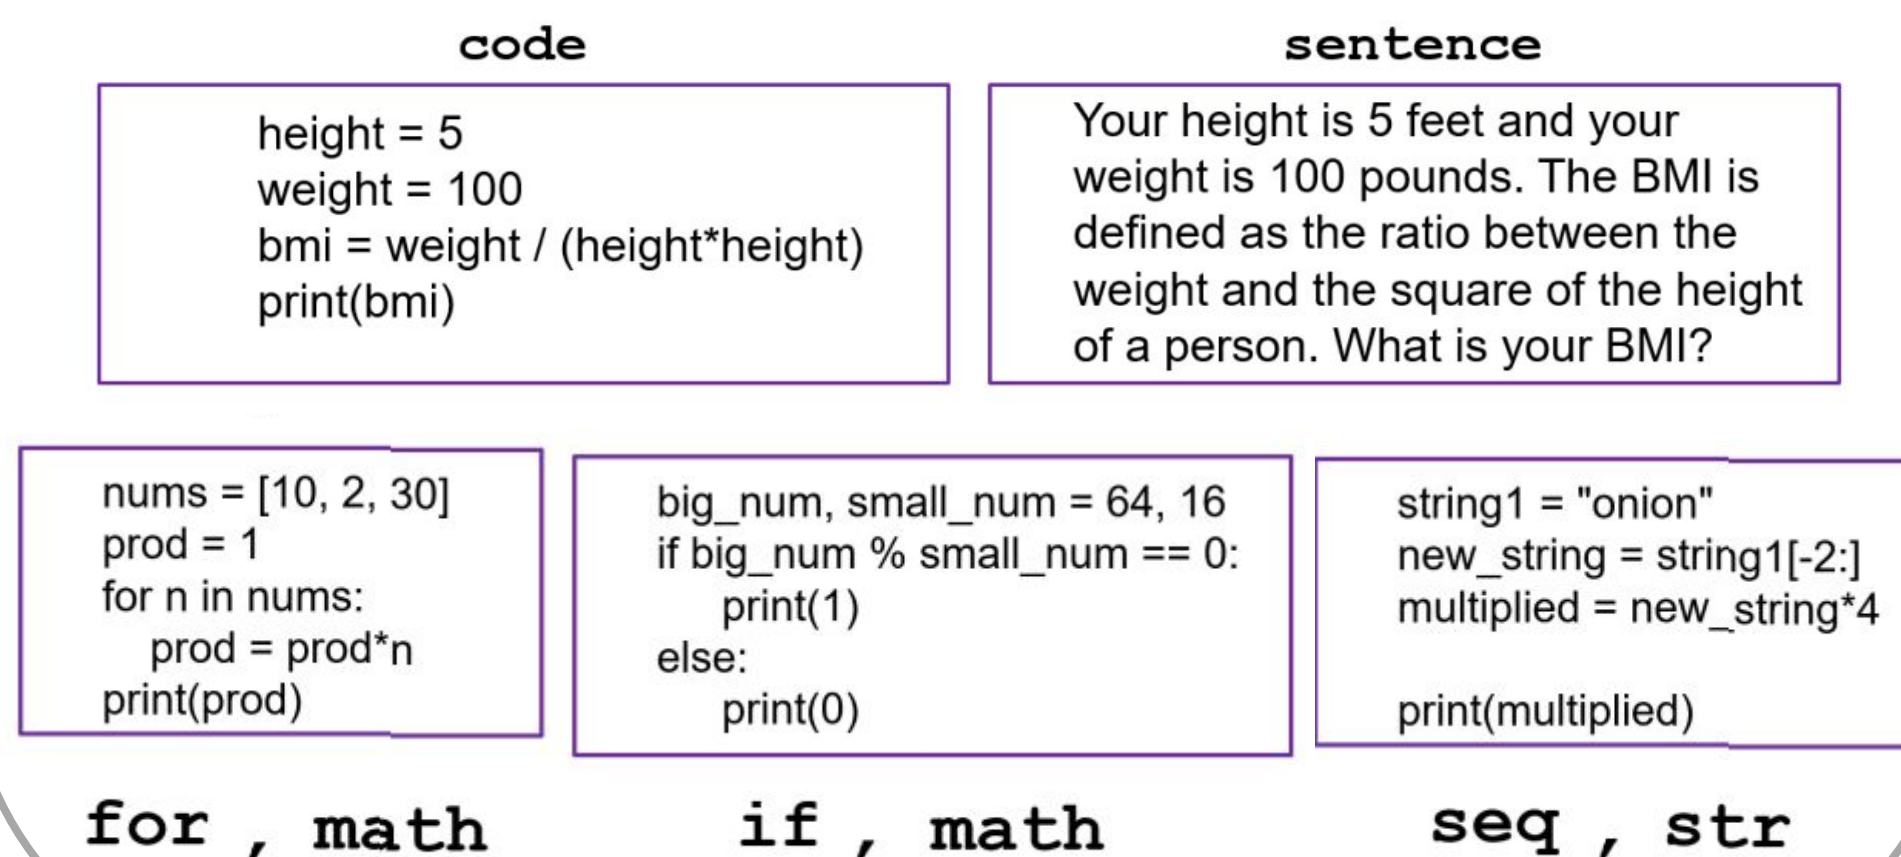 code
height = 5
weight = 100
bmi = weight / (height*height)
print(bmi)
sentence
Your height is 5 feet and your
weight is 100 pounds. The BMI is
defined as the ratio between the
weight and the square of the height
of a person. What is your BMI?
nums = [10, 2, 30]
prod = 1
for n in nums:
prod = prod*n
print(prod)
for , math
big_num, small_num = 64, 16
if big_num % small_num == 0:
print(1)
else:
print(0)
if , math
string1 = "onion"
new_string = string1[-2:]
multiplied = new_string*4
print(multiplied)
seq , str